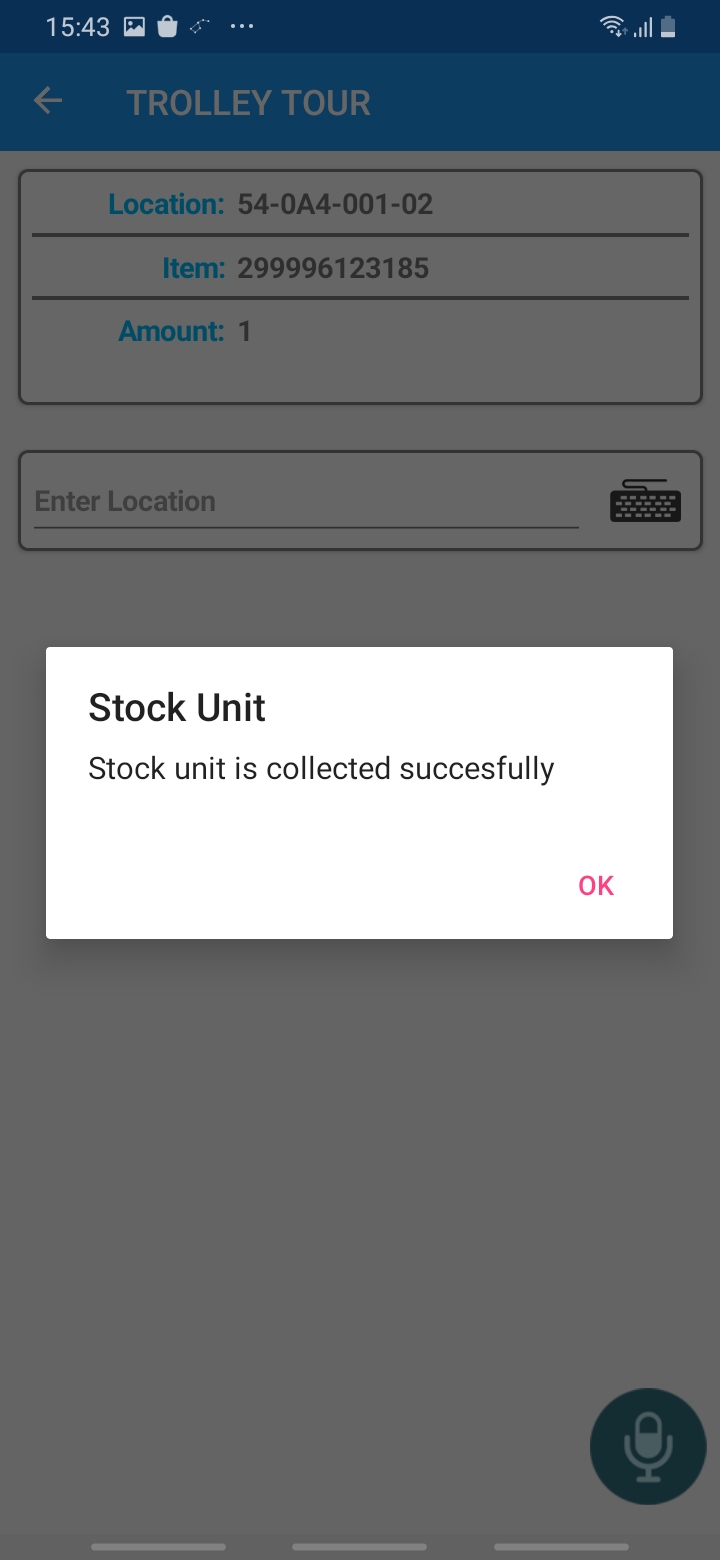 15:43
TROLLEY TOUR
Location: 54-0A4-001-02
Item: 299996123185
Amount: 1
Enter Location
Stock Unit
Stock unit is collected succesfully
OK